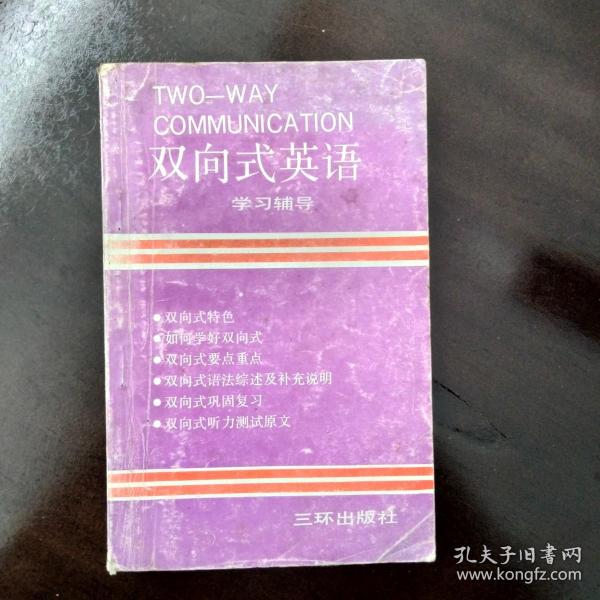 TWO—WAY
COMMUNICATION
双向式英语
学习辅导
●双向式特色
●如何学好双向式
●双向式要点重点
●双向式语法综述及补充说明
●双向式巩固复习
●双向式听力测试原文
三环出版社
孔夫子旧書网
www.kongfz.com